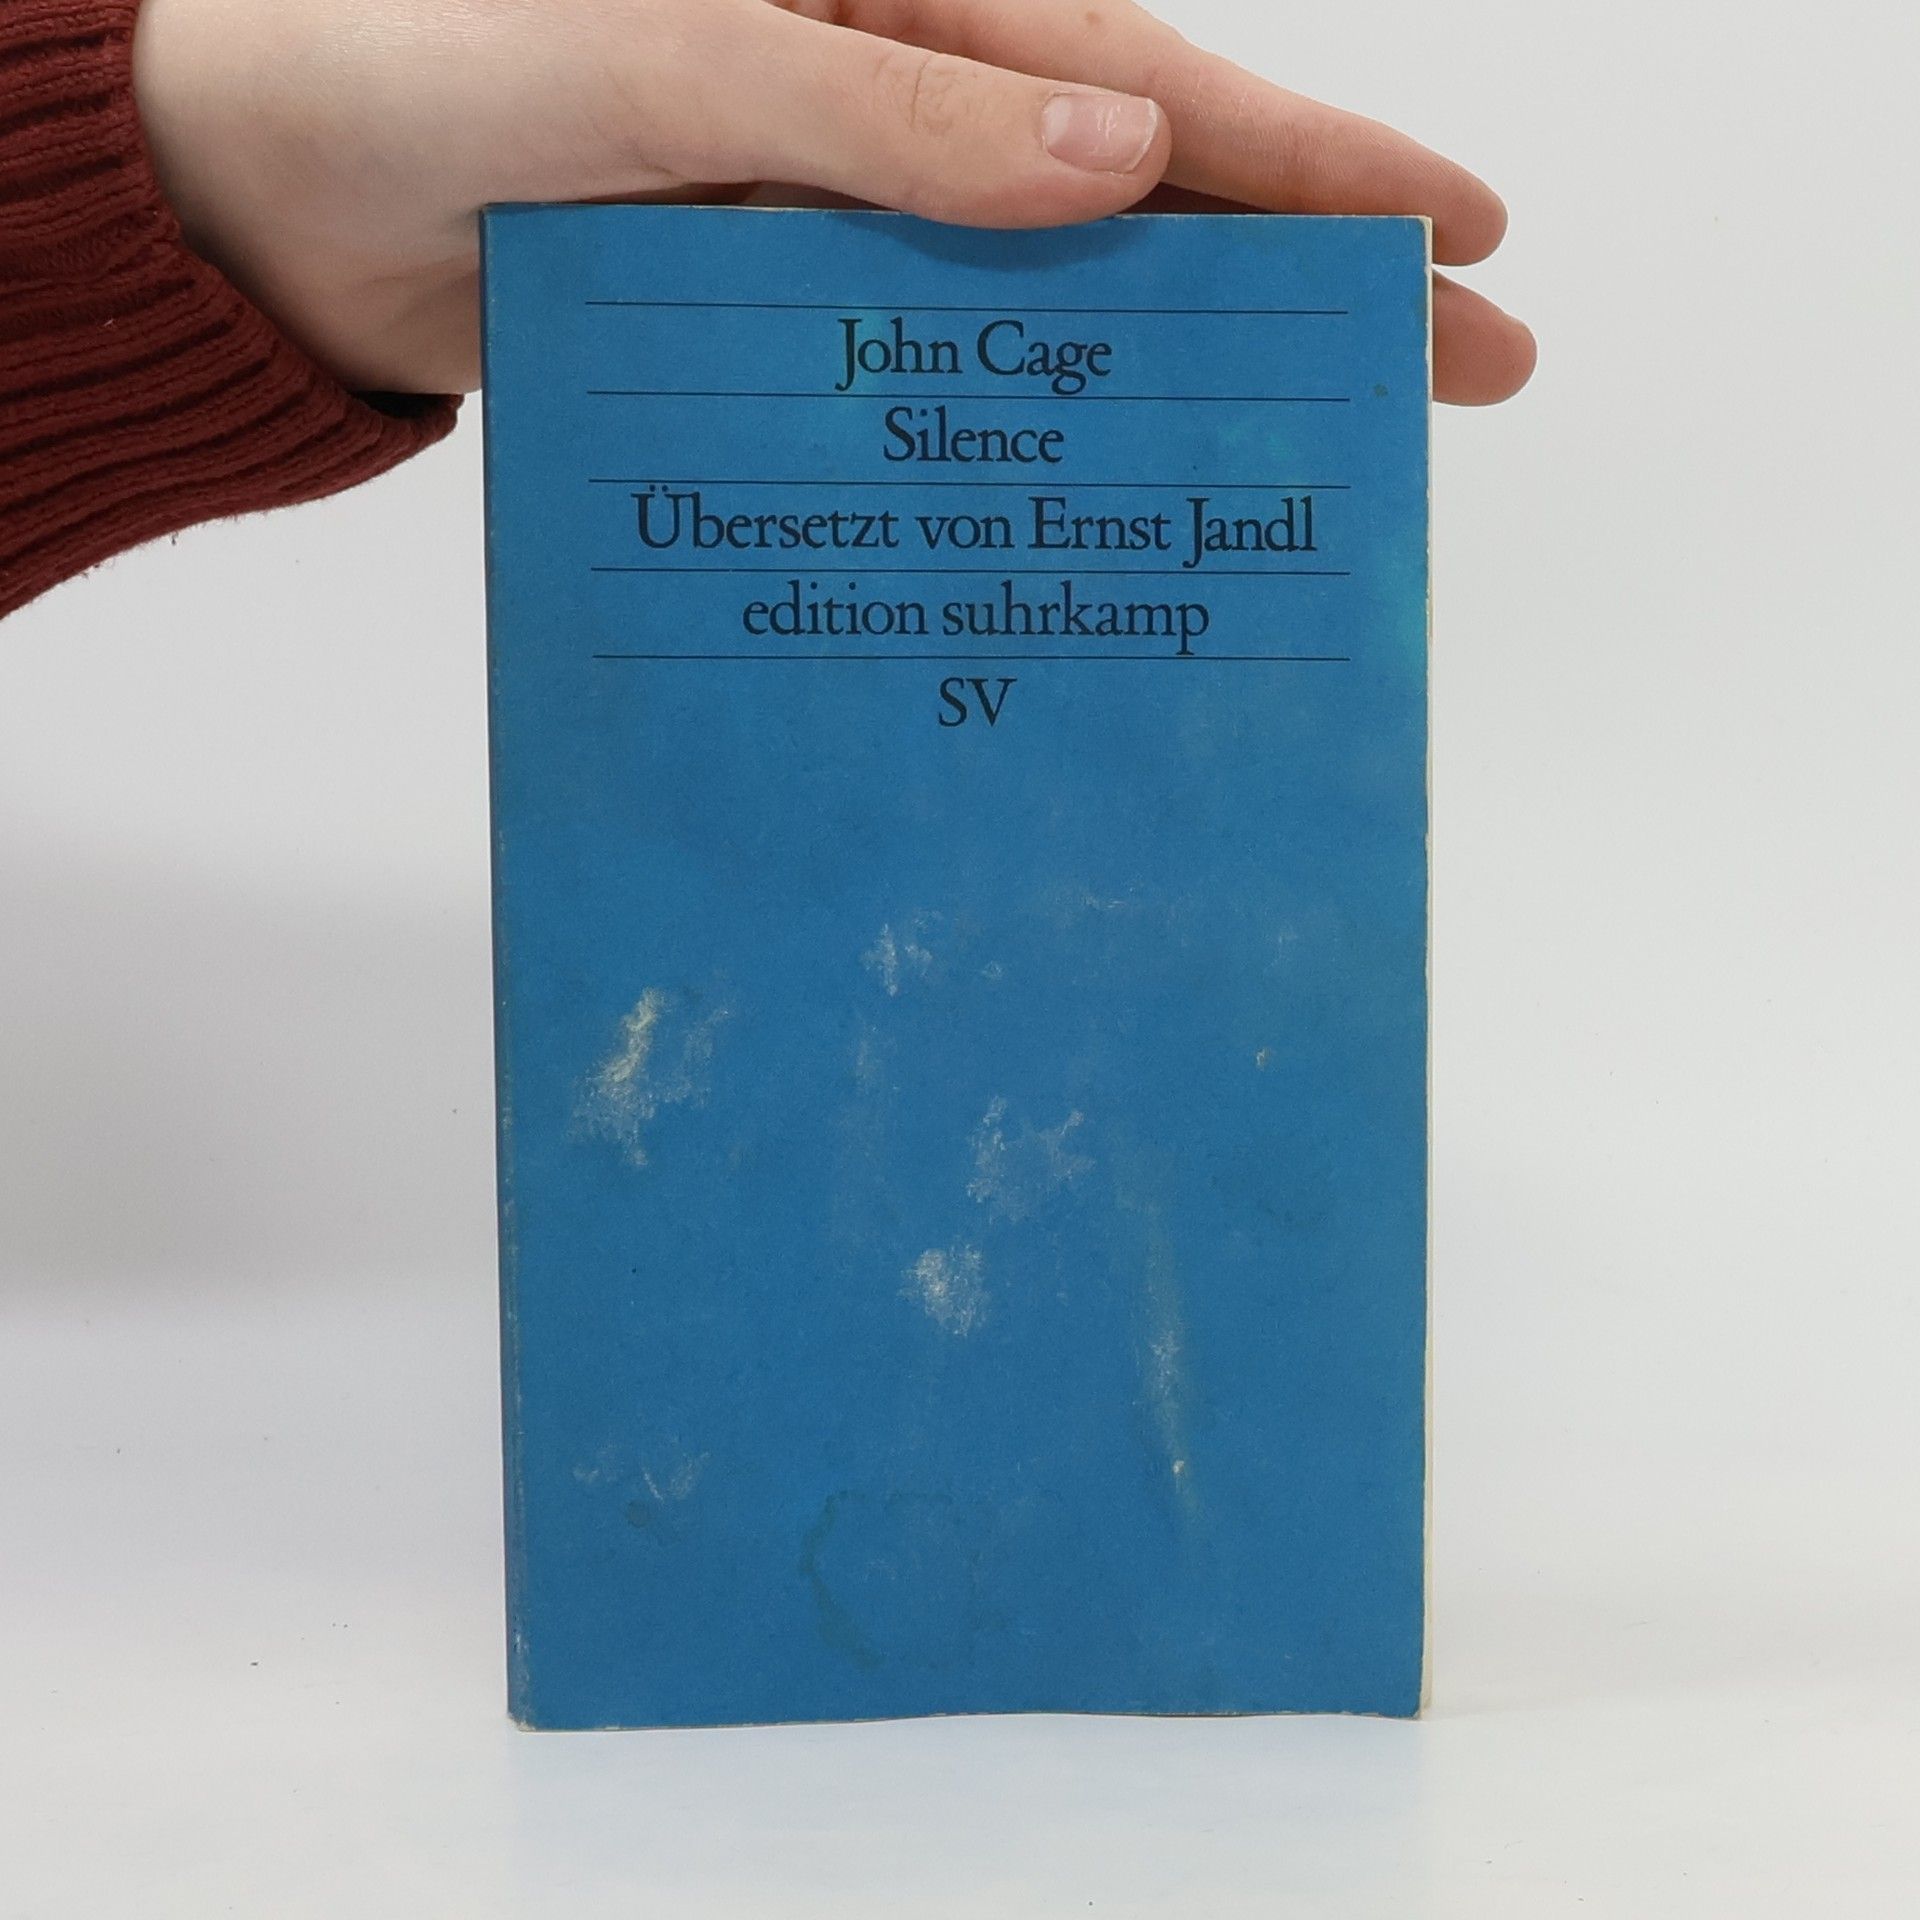 John Cage
Silence
Übersetzt von Ernst Jandl
edition suhrkamp
SV